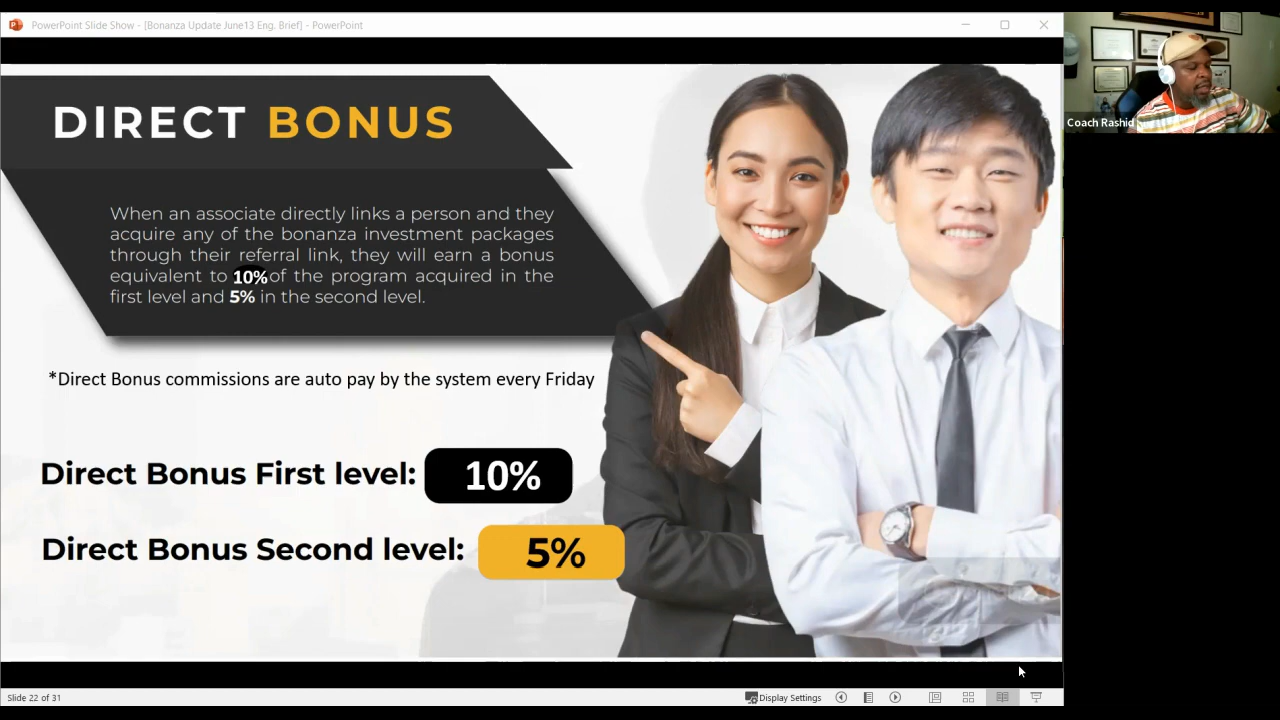 PowerPoint Slide Show - [Bonanza Update June13 Eng. Brief] - PowerPoint
DIRECT BONUS
When an associate directly links a person and they
acquire any of the bonanza investment packages
through their referral link, they will earn a bonus
equivalent to 10% of the program acquired in the
first level and 5% in the second level.
*Direct Bonus commissions are auto pay by the system every Friday
Direct Bonus First level: 10%
Direct Bonus Second level: 5%
Coach Rashid
Slide 22 of 31
Display Settings